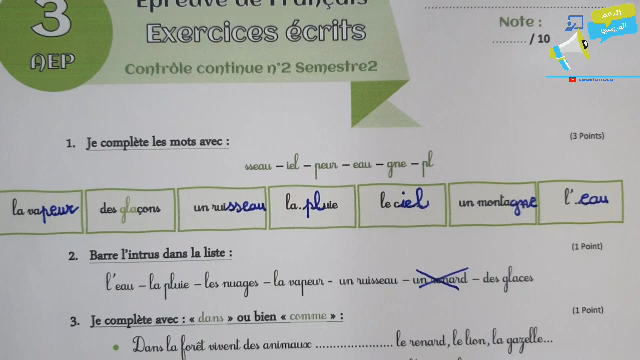 3
AEP
Epreuve de Français
Exercices écrits
Contrôle continue n°2 Semestre2
Note :
.......... / 10
1. Je complète les mots avec :
(3 Points)
sseau – iel – peur – eau – gne – pl
la vapeur
des glaçons
un ruisseau
la pluie
le ciel
un montagne
l'eau
2. Barre l'intrus dans la liste :
(1 Point)
l'eau – la pluie – les nuages – la vapeur - un ruisseau – un renard – des glaces
3. Je complète avec : « dans » ou bien « comme » :
(1 Point)
• Dans la forêt vivent des animaux ...................... le renard, le lion, la gazelle...